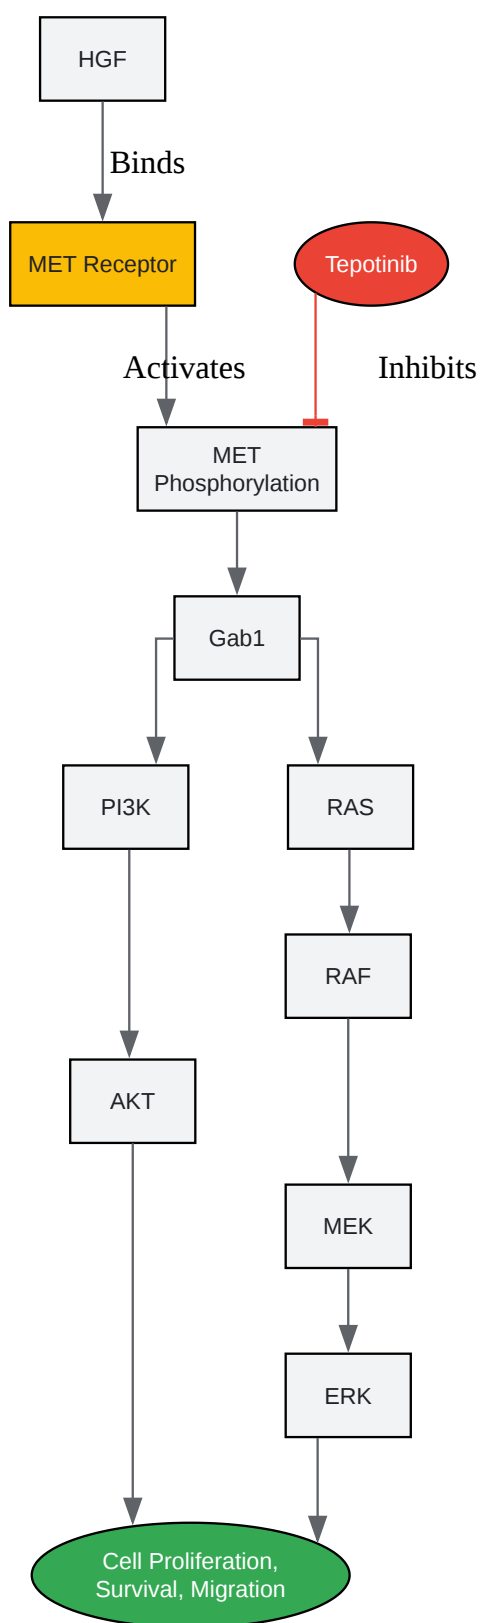 HGF
Binds
MET Receptor
Tepotinib
Activates
Inhibits
MET
Phosphorylation
Gab1
PI3K
RAS
RAF
AKT
MEK
ERK
Cell Proliferation,
Survival, Migration